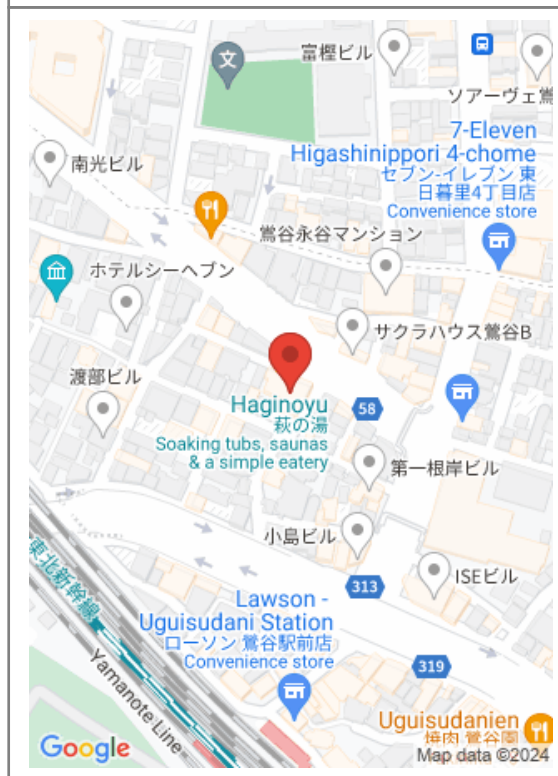 富樫ビル
ソアーヴェ鶯
7-Eleven
Higashinippori 4-chome
セブン-イレブン 東
日暮里4丁目店
Convenience store
文
南光ビル
鶯谷永谷マンション
ホテルシーヘブン
サクラハウス鶯谷B
渡部ビル
Haginoyu
萩の湯
Soaking tubs, saunas
& a simple eatery
58
第一根岸ビル
小島ビル
313
ISEビル
東北新幹線
Lawson -
Uguisudani Station
ローソン 鶯谷駅前店
Convenience store
319
Yamanote Line
Uguisudanien
焼肉 鶯谷園
Google
Map data ©2024